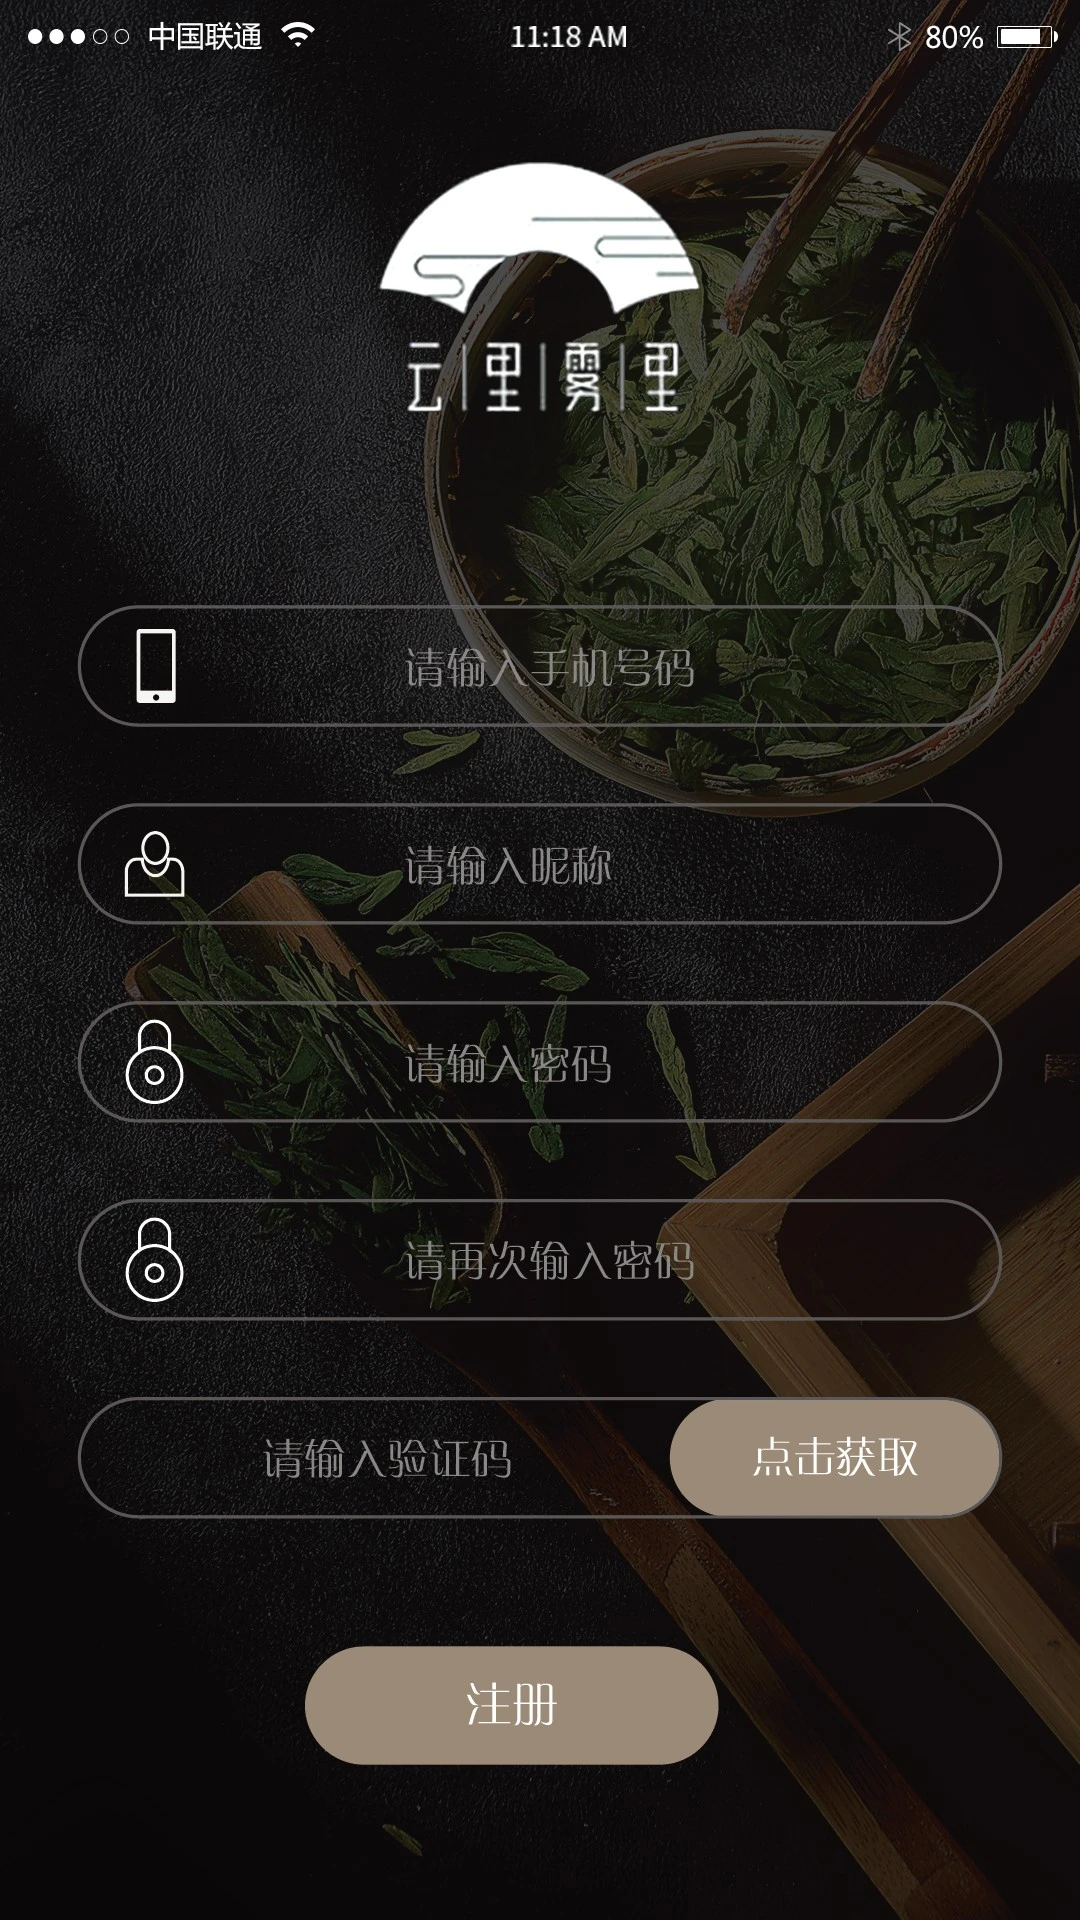 中国联通 11:18 AM 80%
云里雾里
请输入手机号码
请输入昵称
请输入密码
请再次输入密码
请输入验证码 点击获取
注册